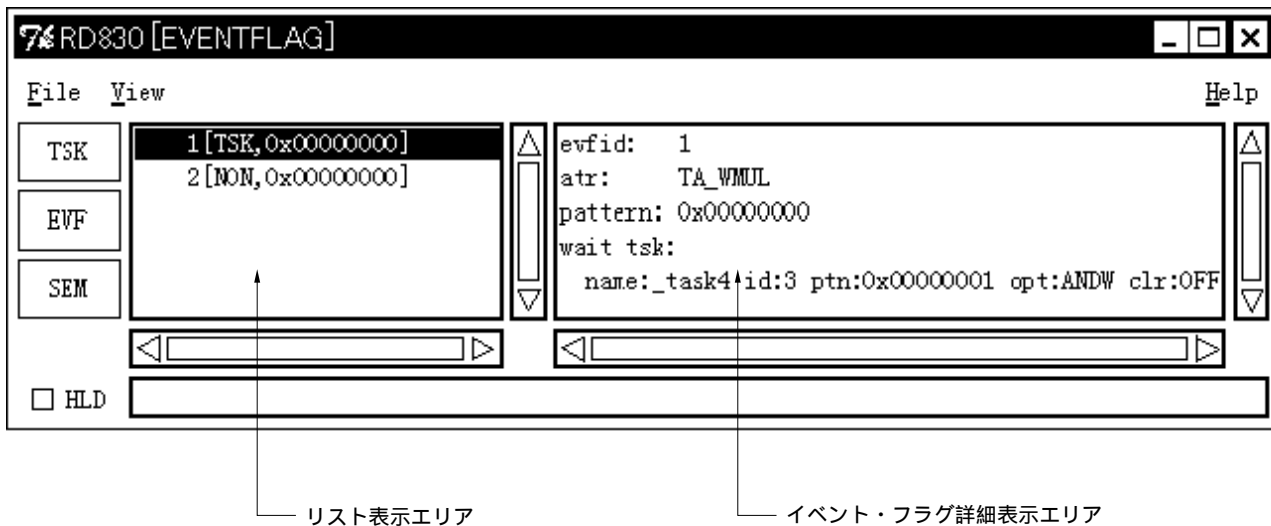 RD830 [EVENTFLAG]
File View Help
TSK
EVF
SEM
1[TSK,0x00000000]
2[NON,0x00000000]
evfid: 1
atr: TA_WMUL
pattern: 0x00000000
wait tsk:
name:_task4 id:3 ptn:0x00000001 opt:ANDW clr:OFF
HLD
リスト表示エリア
イベント・フラグ詳細表示エリア